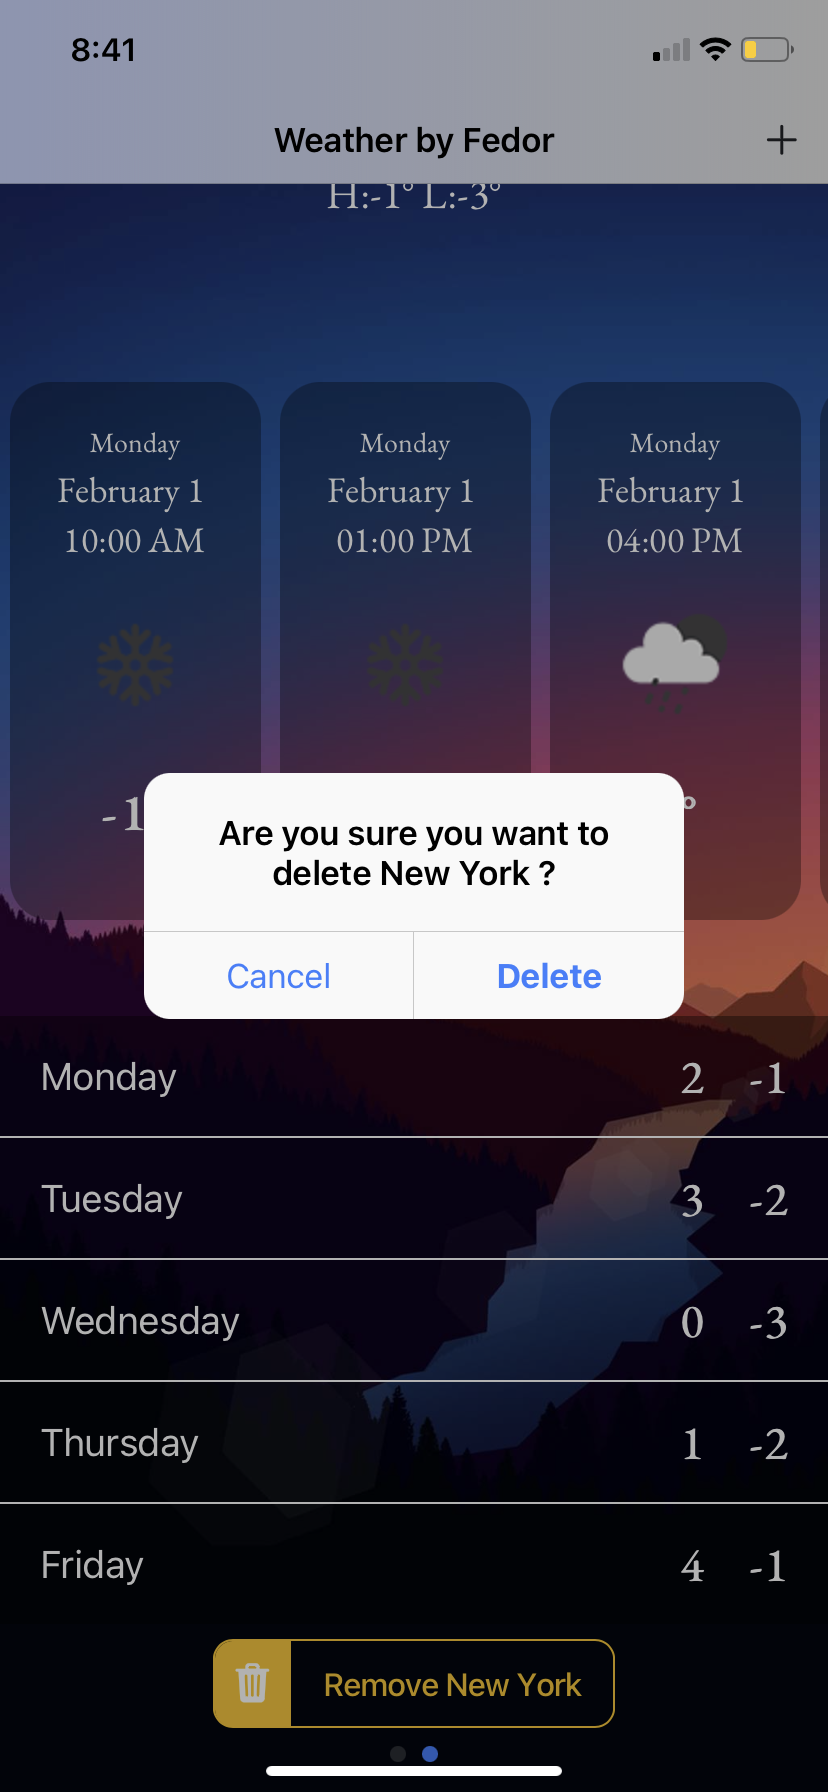 8:41
Weather by Fedor
H:-1° L:-3°
Monday
February 1
10:00 AM
Monday
February 1
01:00 PM
Monday
February 1
04:00 PM
-1
°
Are you sure you want to
delete New York ?
Cancel
Delete
Monday 2 -1
Tuesday 3 -2
Wednesday 0 -3
Thursday 1 -2
Friday 4 -1
Remove New York